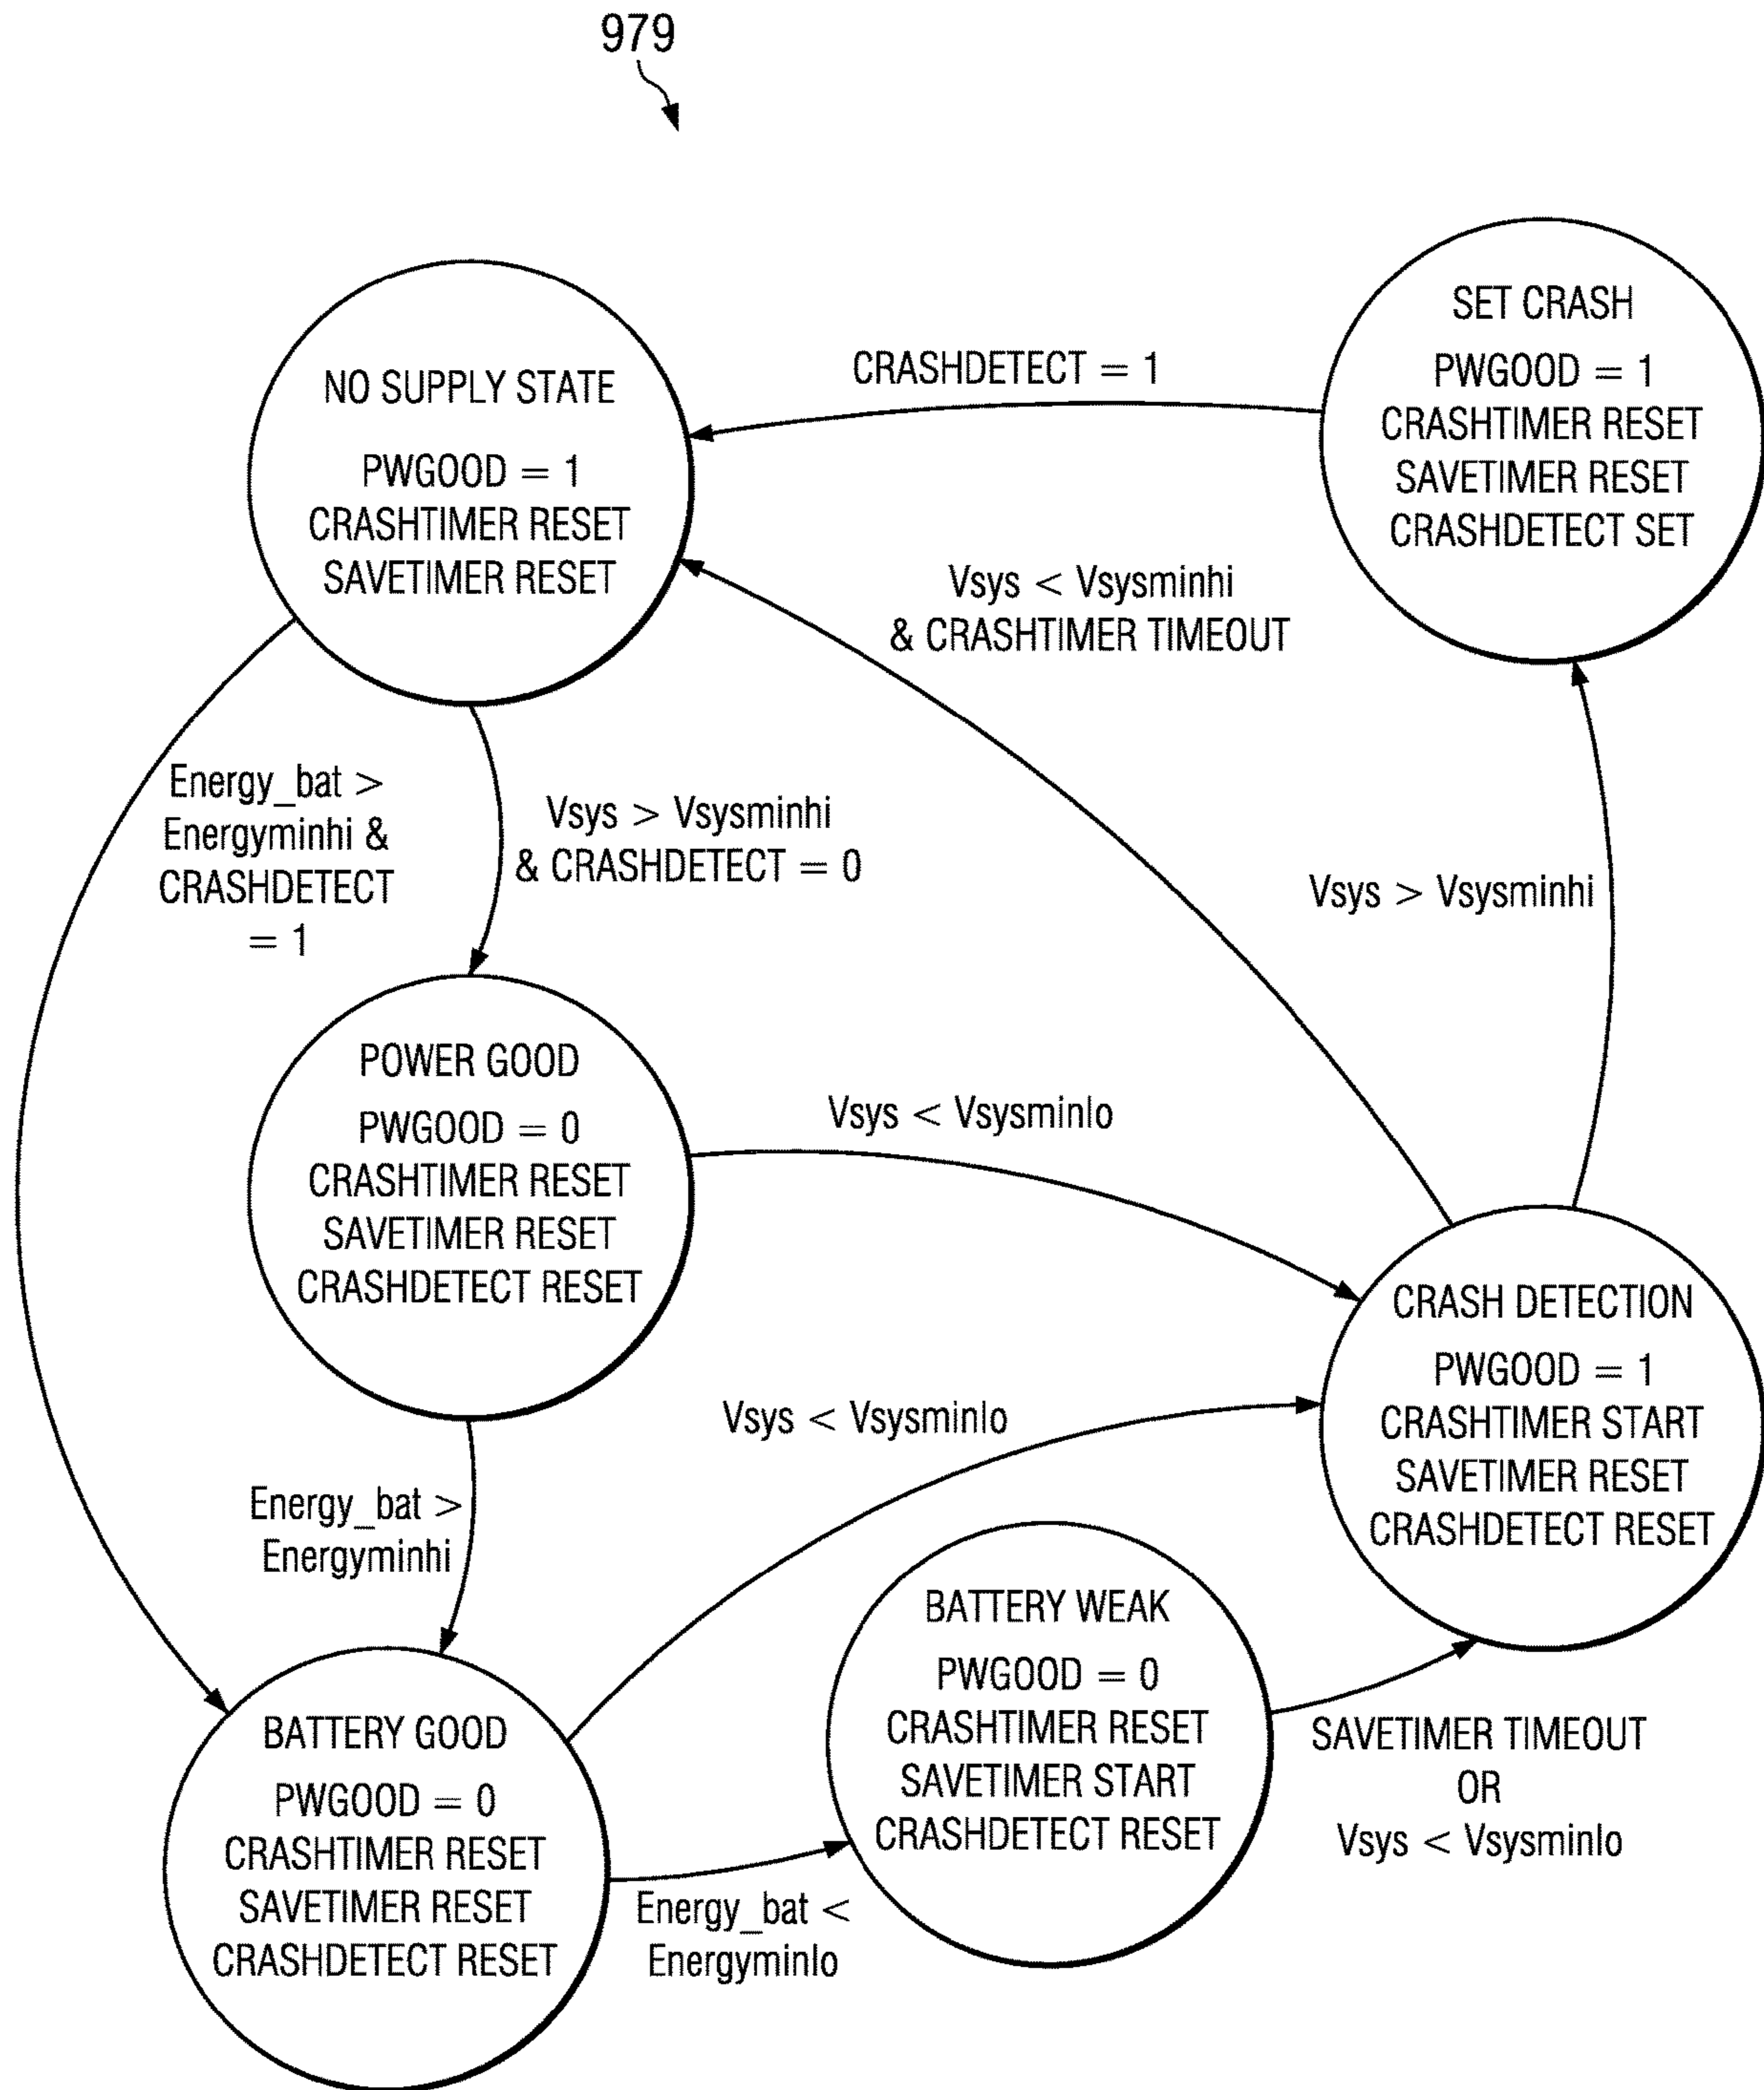 979
SET CRASH
PWGOOD = 1
CRASHTIMER RESET
SAVETIMER RESET
CRASHDETECT SET
NO SUPPLY STATE
PWGOOD = 1
CRASHTIMER RESET
SAVETIMER RESET
CRASHDETECT = 1
Vsys < Vsysminhi
& CRASHTIMER TIMEOUT
Energy_bat >
Energyminhi &
CRASHDETECT
= 1
Vsys > Vsysminhi
& CRASHDETECT = 0
Vsys > Vsysminhi
POWER GOOD
PWGOOD = 0
CRASHTIMER RESET
SAVETIMER RESET
CRASHDETECT RESET
Vsys < Vsysminlo
CRASH DETECTION
PWGOOD = 1
CRASHTIMER START
SAVETIMER RESET
CRASHDETECT RESET
Vsys < Vsysminlo
Energy_bat >
Energyminhi
BATTERY WEAK
PWGOOD = 0
CRASHTIMER RESET
SAVETIMER START
CRASHDETECT RESET
SAVETIMER TIMEOUT
OR
Vsys < Vsysminlo
BATTERY GOOD
PWGOOD = 0
CRASHTIMER RESET
SAVETIMER RESET
CRASHDETECT RESET
Energy_bat <
Energyminlo